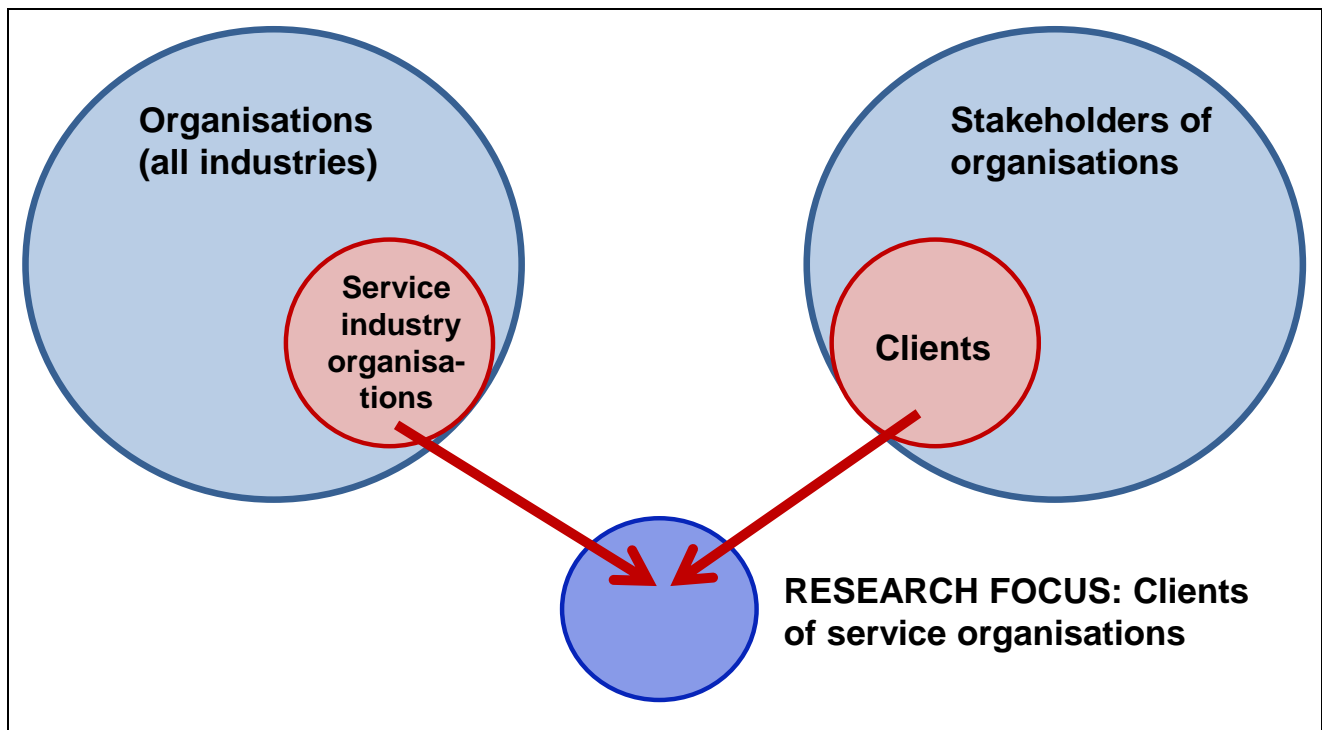 Organisations
(all industries)
Stakeholders of
organisations
Service
industry
organisa-
tions
Clients
RESEARCH FOCUS: Clients
of service organisations